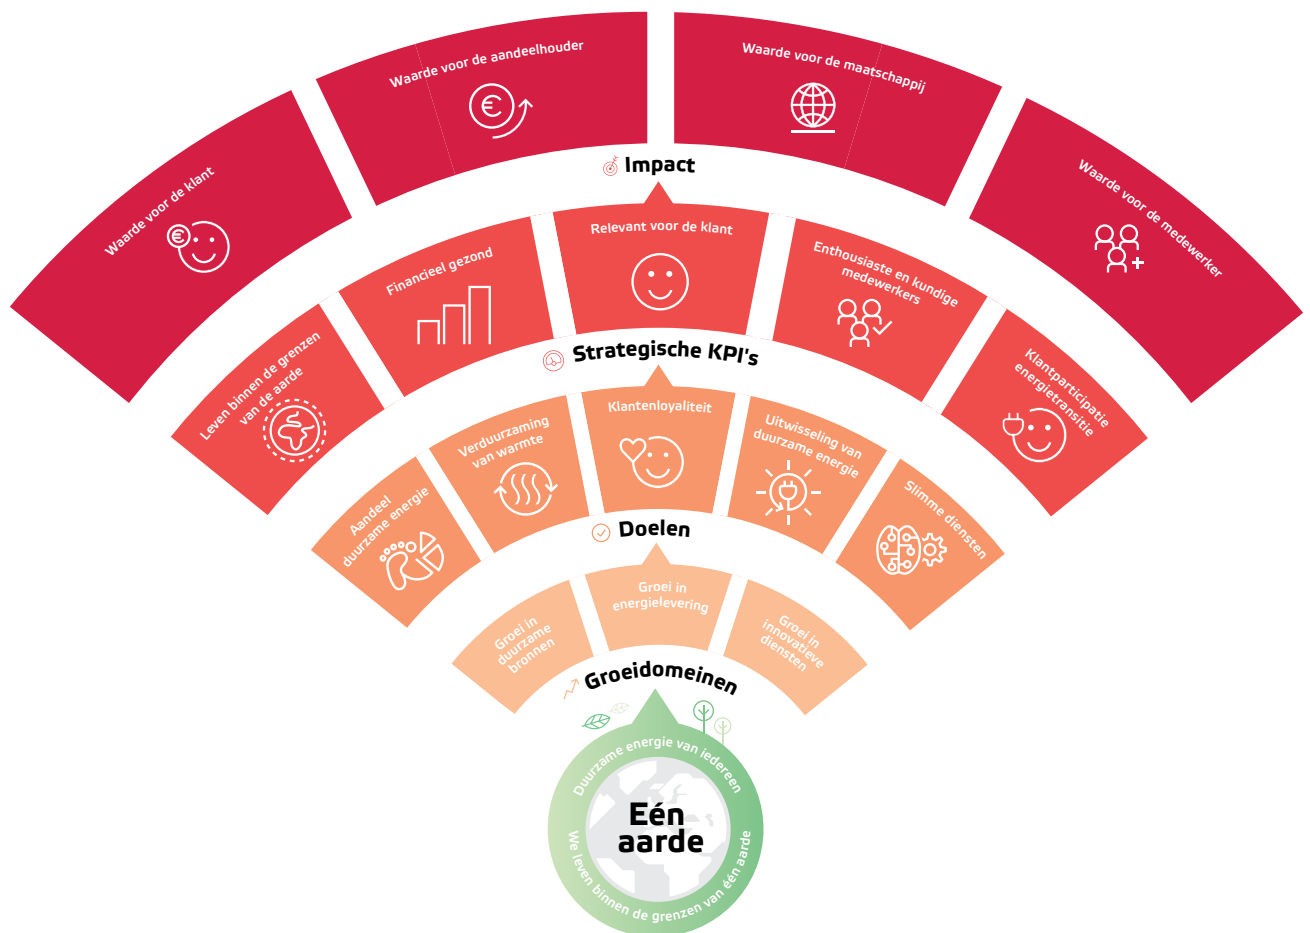 Waarde voor de klant
Waarde voor de aandeelhouder
Waarde voor de maatschappij
Waarde voor de medewerker
Impact
Leven binnen de grenzen
van de aarde
Financieel gezond
Relevant voor de klant
Enthousiaste en kundige
medewerkers
Klantparticipatie
energietransitie
Strategische KPI's
Aandeel
duurzame energie
Verduurzaming
van warmte
Klantenloyaliteit
Uitwisseling van
duurzame energie
Slimme diensten
Doelen
Groei in
duurzame
bronnen
Groei in
energielevering
Groei in
innovatieve
diensten
Groeidomeinen
Duurzame energie van iedereen
Eén
aarde
We leven binnen de grenzen van één aarde